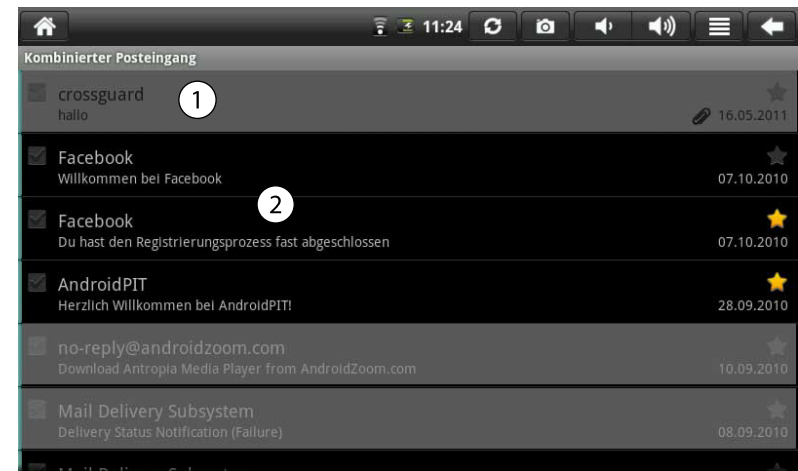 11:24
Kombinierter Posteingang
crossguard
1
hallo
16.05.2011
Facebook
Willkommen bei Facebook
07.10.2010
2
Facebook
Du hast den Registrierungsprozess fast abgeschlossen
07.10.2010
AndroidPIT
Herzlich Willkommen bei AndroidPIT!
28.09.2010
no-reply@androidzoom.com
Download Antropia Media Player from AndroidZoom.com
10.09.2010
Mail Delivery Subsystem
Delivery Status Notification (Failure)
08.09.2010